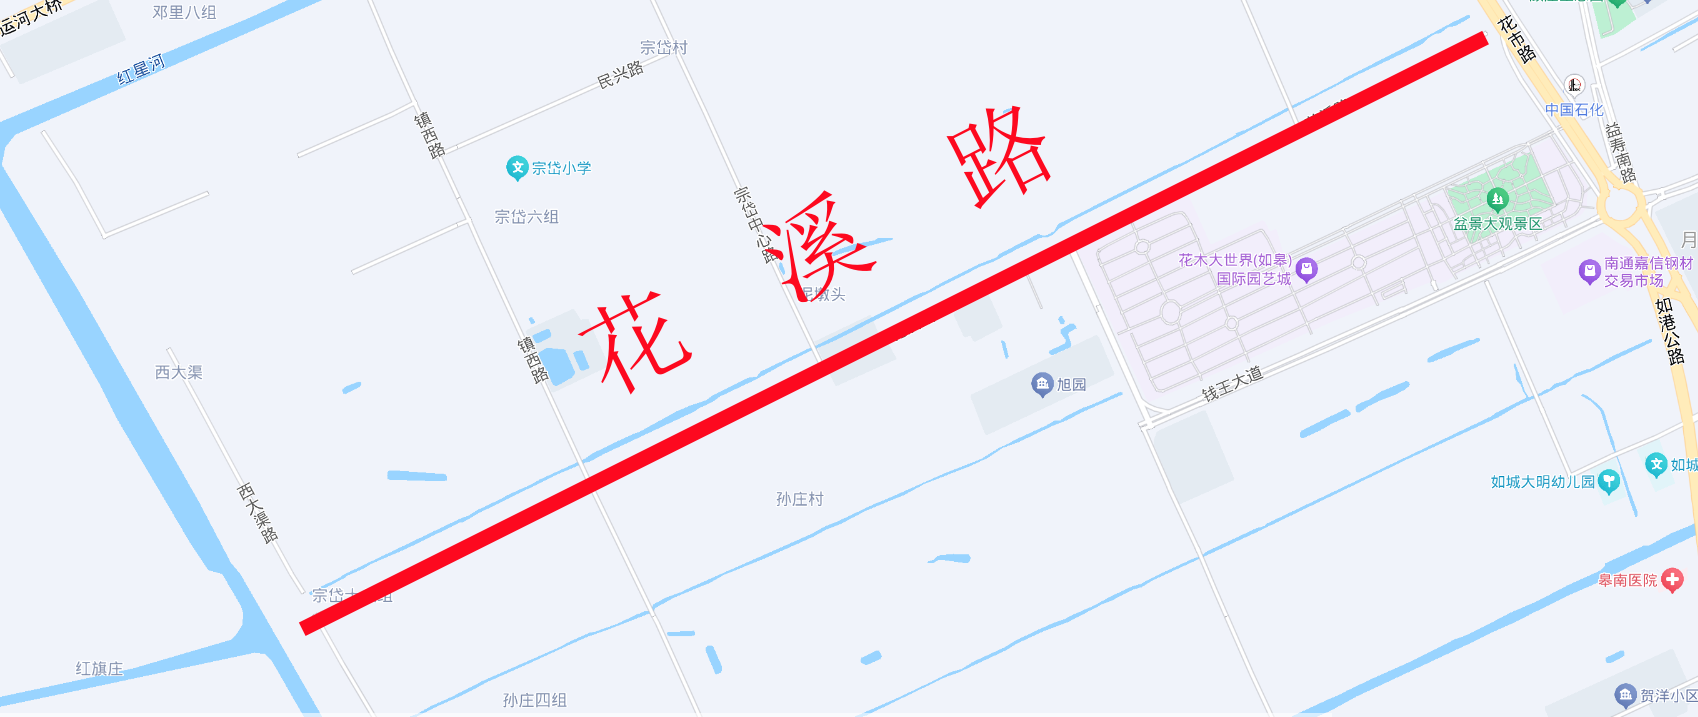 运河大桥
邓里八组
红星河
宗岱村
民兴路
镇西路
花市路
中国石化
益寿南路
宗岱小学
宗岱六组
宗岱中心路
花溪路
盆景大观景区
花木大世界(如皋)
国际园艺城
南通嘉信钢材
交易市场
月
如港公路
镇西路
西大渠
旭园
钱王大道
孙庄村
如城大明幼儿园
如城
西大渠路
皋南医院
红旗庄
孙庄四组
贺洋小区